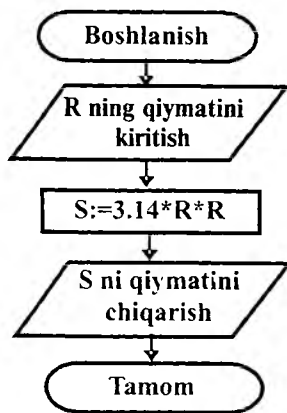 Boshlanish
R ning qiymatini
kiritish
S:=3.14*R*R
S ni qiymatini
chiqarish
Tamom